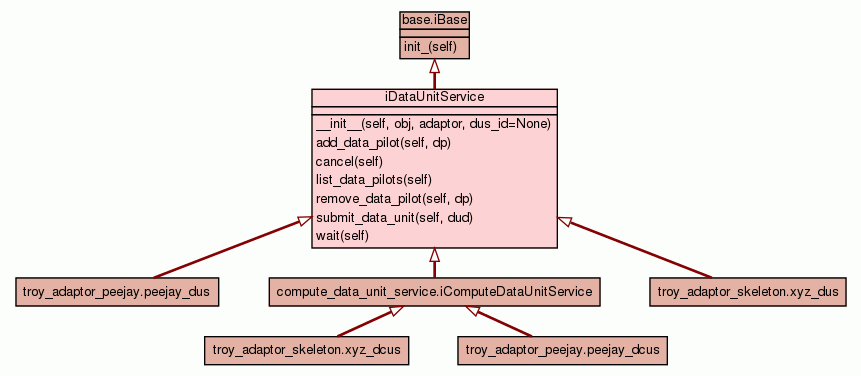 base.iBase
init_(self)
iDataUnitService
__init__(self, obj, adaptor, dus_id=None)
add_data_pilot(self, dp)
cancel(self)
list_data_pilots(self)
remove_data_pilot(self, dp)
submit_data_unit(self, dud)
wait(self)
troy_adaptor_peejay.peejay_dus
compute_data_unit_service.iComputeDataUnitService
troy_adaptor_skeleton.xyz_dus
troy_adaptor_skeleton.xyz_dcus
troy_adaptor_peejay.peejay_dcus